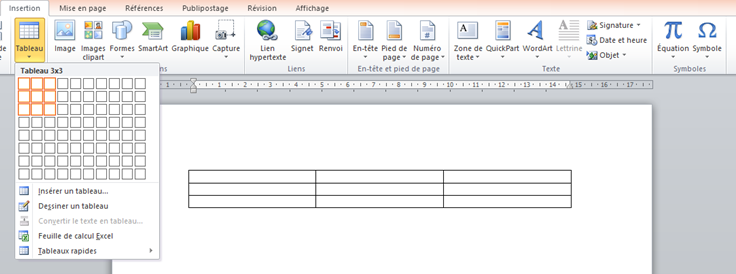 Insertion Mise en page Références Publipostage Révision Affichage
Tableau Image Images clipart Formes SmartArt Graphique Capture Lien hypertexte Signet Renvoi En-tête Pied de page Numéro de page Zone de texte QuickPart WordArt Lettrine Signature Date et heure Objet Équation Symbole
Liens En-tête et pied de page Texte Symboles
Tableau 3x3
1 1 2 3 4 5 6 7 8 9 10 11 12 13 14 15 16 17
Insérer un tableau...
Dessiner un tableau
Convertir le texte en tableau...
Feuille de calcul Excel
Tableaux rapides